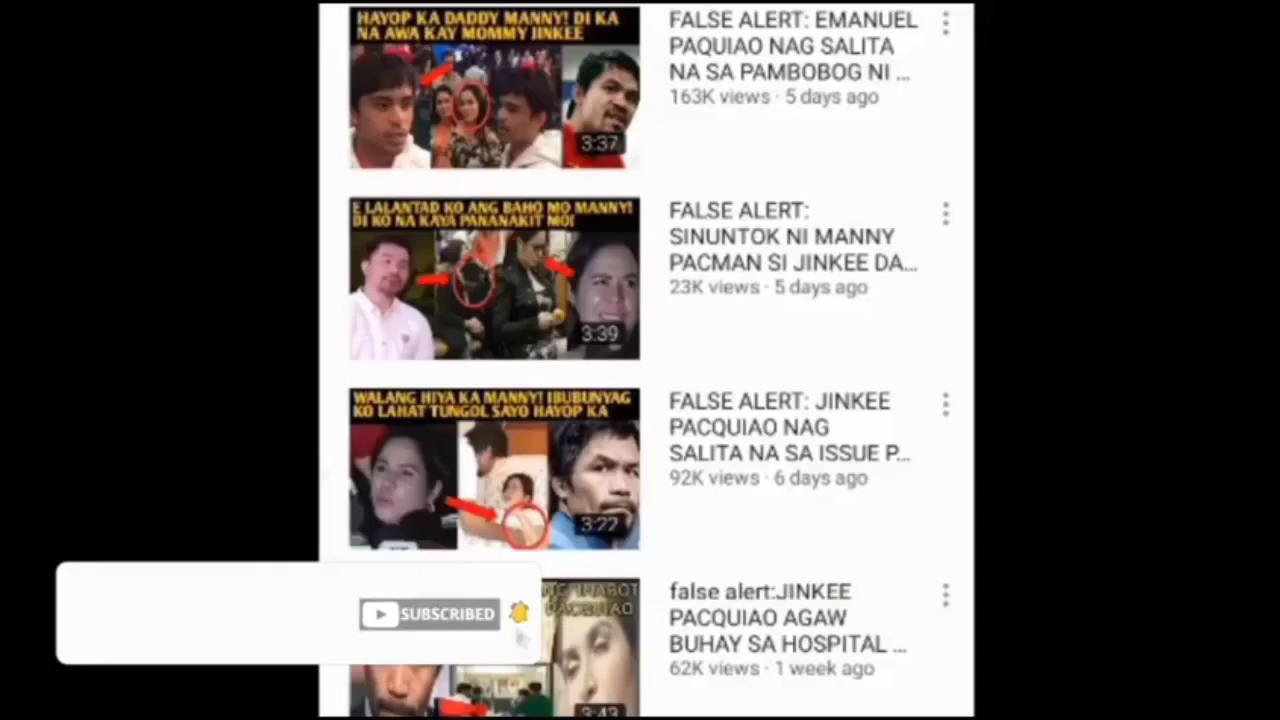 HAYOP KA DADDY MANNY! DI KA
NA AWA KAY MOMMY JINKEE
3:37
FALSE ALERT: EMANUEL
PAQUIAO NAG SALITA
NA SA PAMBOBOG NI ...
163K views · 5 days ago
E LALANTAD KO ANG BAHO MO MANNY!
DI KO NA KAYA PANANAKIT MO!
3:39
FALSE ALERT:
SINUNTOK NI MANNY
PACMAN SI JINKEE DA...
23K views · 5 days ago
WALANG HIYA KA MANNY! IBUBUNYAG
KO LAHAT TUNGOL SAYO HAYOP KA
3:22
FALSE ALERT: JINKEE
PACQUIAO NAG
SALITA NA SA ISSUE P...
92K views · 6 days ago
SUBSCRIBED
PACQUIAO
3:43
false alert:JINKEE
PACQUIAO AGAW
BUHAY SA HOSPITAL ...
62K views · 1 week ago